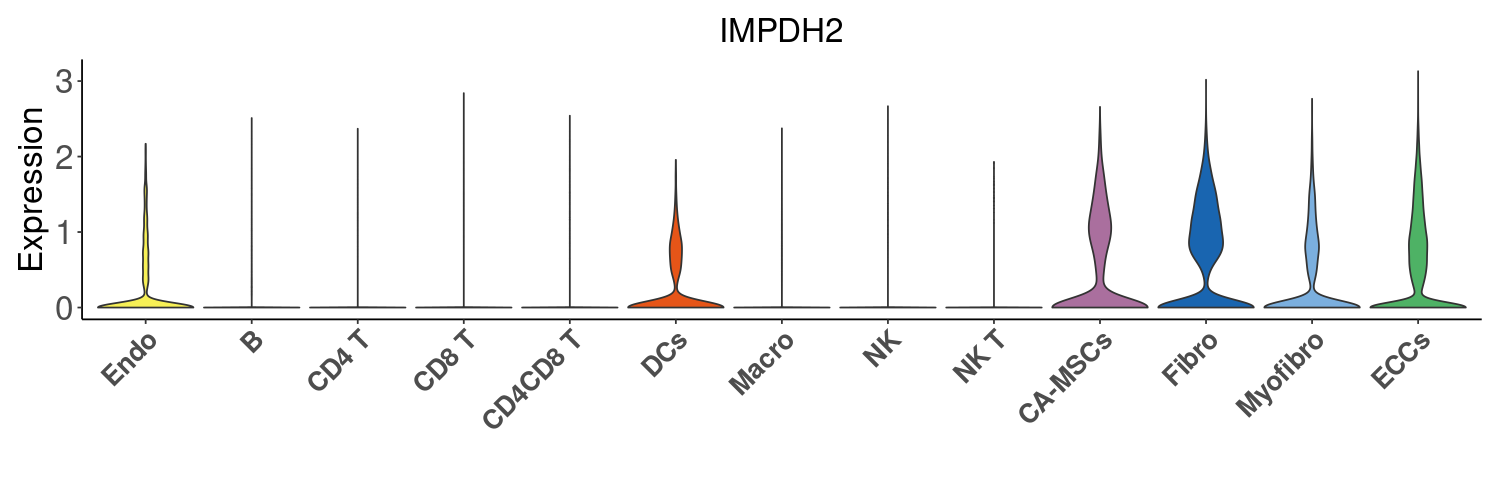 IMPDH2
Expression
3
2
1
0
Endo
B
CD4 T
CD8 T
CD4CD8 T
DCs
Macro
NK
NK T
CA-MSCs
Fibro
Myofibro
ECCs